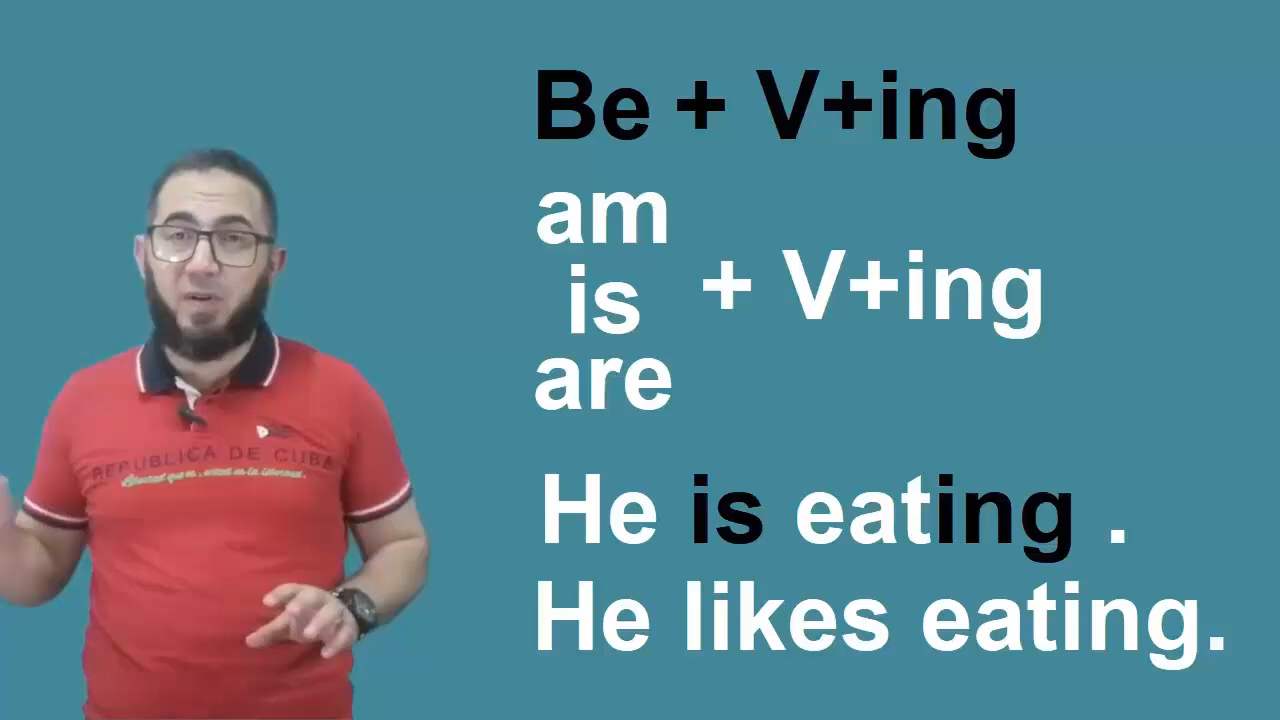 Be + V+ing
am
is
+ V+ing
are
He is eating .
He likes eating.
REPUBLICA DE CUBA